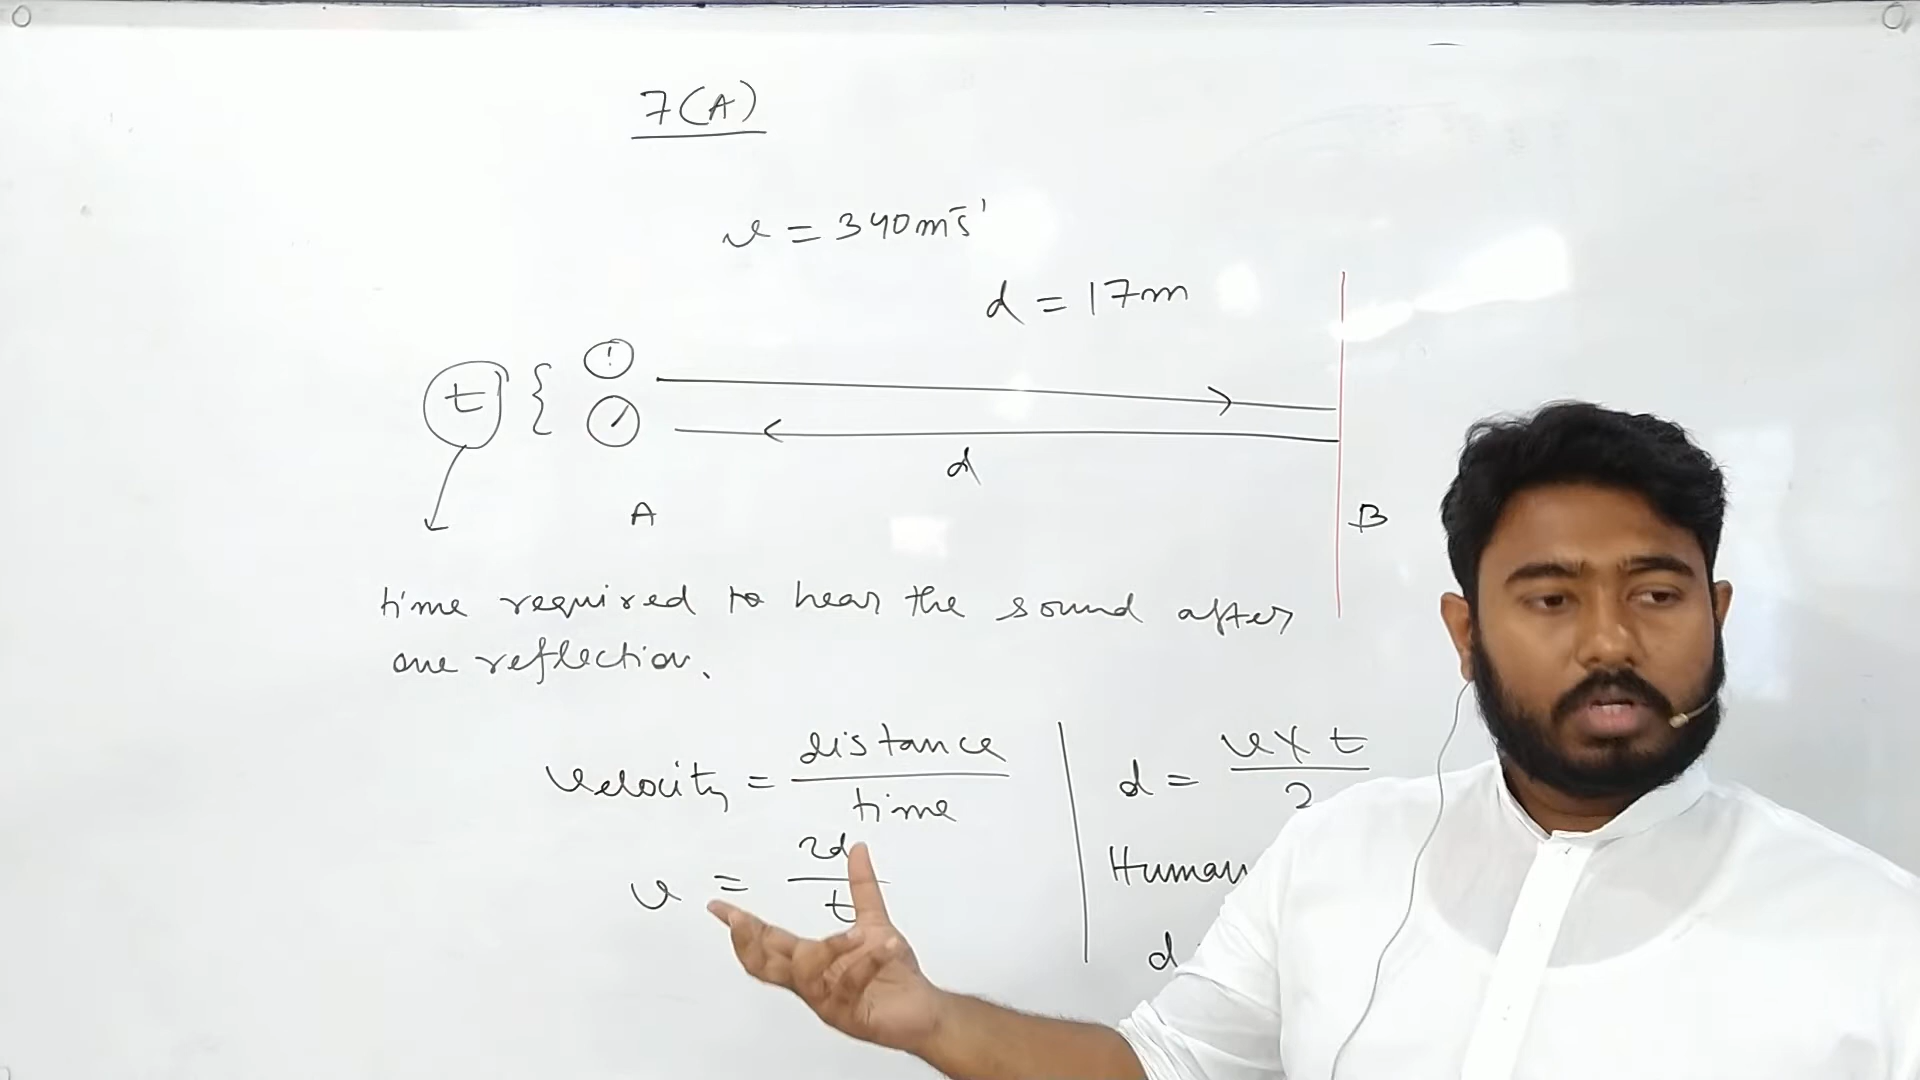 7(A)
v = 340ms⁻¹
d = 17m
t
d
A
B
time required to hear the sound after
one reflection.
velocity = distance / time
v = 2d / t
d = v × t / 2
Human
d